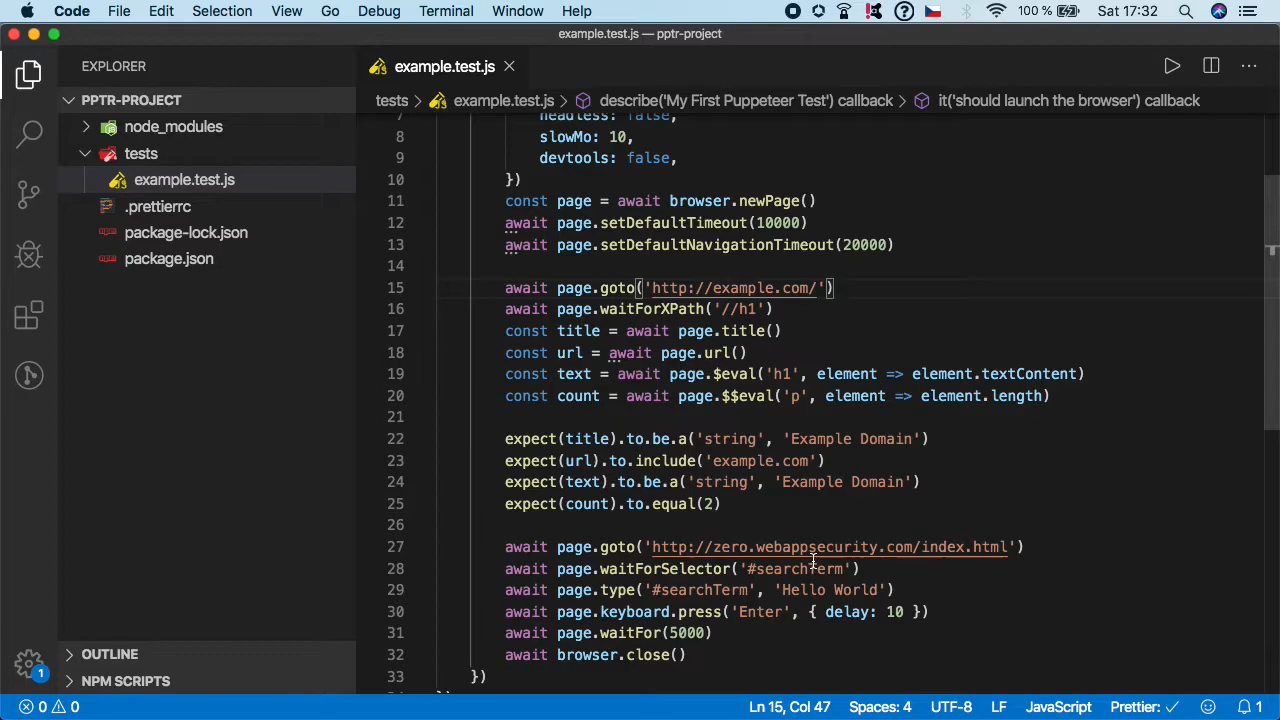 Code File Edit Selection View Go Debug Terminal Window Help 100 % Sat 17:32
example.test.js — pptr-project
EXPLORER
PPTR-PROJECT
node_modules
tests
example.test.js
.prettierrc
package-lock.json
package.json
OUTLINE
NPM SCRIPTS
1
example.test.js
tests > example.test.js > describe('My First Puppeteer Test') callback > it('should launch the browser') callback
7 headless: false,
8 slowMo: 10,
9 devtools: false,
10 })
11 const page = await browser.newPage()
12 await page.setDefaultTimeout(10000)
13 await page.setDefaultNavigationTimeout(20000)
14
15 await page.goto('http://example.com/')
16 await page.waitForXPath('//h1')
17 const title = await page.title()
18 const url = await page.url()
19 const text = await page.$eval('h1', element => element.textContent)
20 const count = await page.$$eval('p', element => element.length)
21
22 expect(title).to.be.a('string', 'Example Domain')
23 expect(url).to.include('example.com')
24 expect(text).to.be.a('string', 'Example Domain')
25 expect(count).to.equal(2)
26
27 await page.goto('http://zero.webappsecurity.com/index.html')
28 await page.waitForSelector('#searchTerm')
29 await page.type('#searchTerm', 'Hello World')
30 await page.keyboard.press('Enter', { delay: 10 })
31 await page.waitFor(5000)
32 await browser.close()
33 })
0 0 Ln 15, Col 47 Spaces: 4 UTF-8 LF JavaScript Prettier: ✓ 1